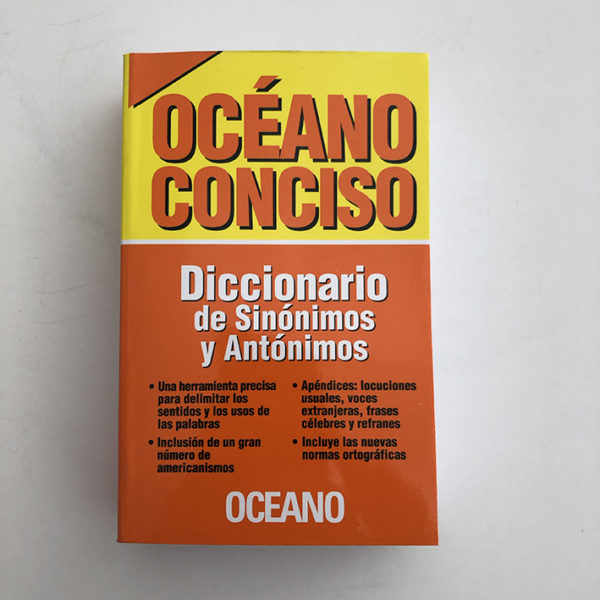 OCÉANO
CONCISO
Diccionario
de Sinónimos
y Antónimos
• Una herramienta precisa
para delimitar los
sentidos y los usos de
las palabras
• Inclusión de un gran
número de
americanismos
• Apéndices: locuciones
usuales, voces
extranjeras, frases
célebres y refranes
• Incluye las nuevas
normas ortográficas
OCEANO